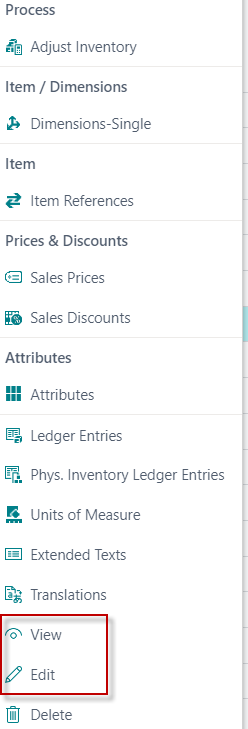 Process
Adjust Inventory
Item / Dimensions
Dimensions-Single
Item
Item References
Prices & Discounts
Sales Prices
Sales Discounts
Attributes
Attributes
Ledger Entries
Phys. Inventory Ledger Entries
Units of Measure
Extended Texts
Translations
View
Edit
Delete